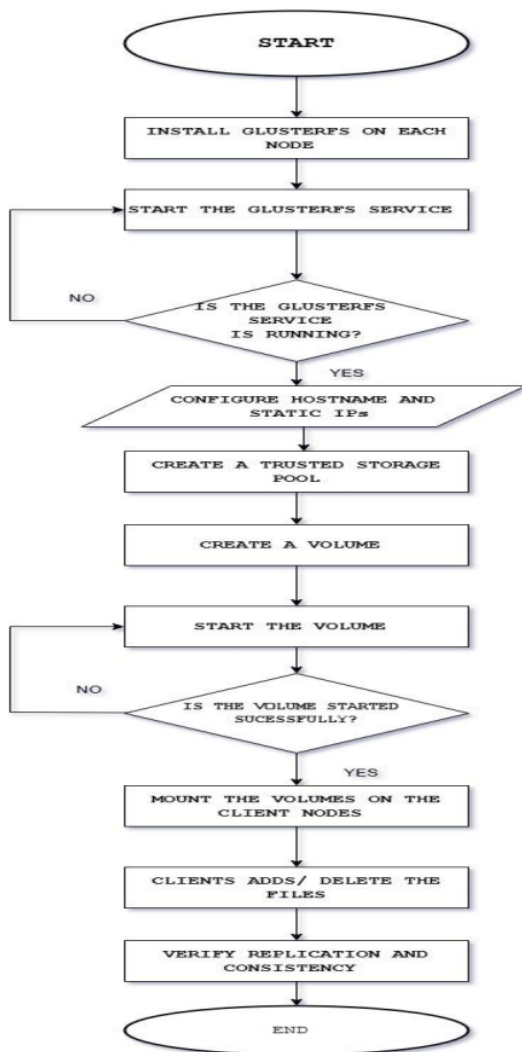 START
INSTALL GLUSTERFS ON EACH
NODE
START THE GLUSTERFS SERVICE
IS THE GLUSTERFS
SERVICE
IS RUNNING?
NO
YES
CONFIGURE HOSTNAME AND
STATIC IPs
CREATE A TRUSTED STORAGE
POOL
CREATE A VOLUME
START THE VOLUME
IS THE VOLUME STARTED
SUCESSFULLY?
NO
YES
MOUNT THE VOLUMES ON THE
CLIENT NODES
CLIENTS ADDS/ DELETE THE
FILES
VERIFY REPLICATION AND
CONSISTENCY
END